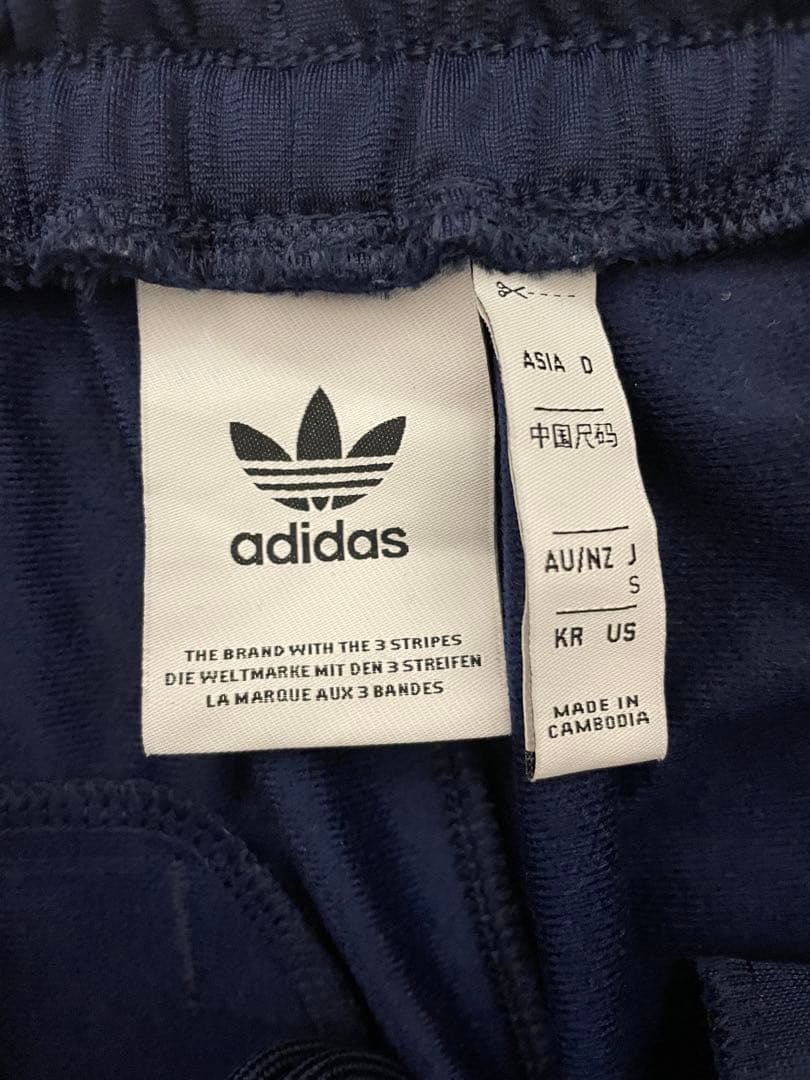 adidas
THE BRAND WITH THE 3 STRIPES
DIE WELTMARKE MIT DEN 3 STREIFEN
LA MARQUE AUX 3 BANDES
ASIA D
中国尺码
AU/NZ J
S
KR US
MADE IN
CAMBODIA